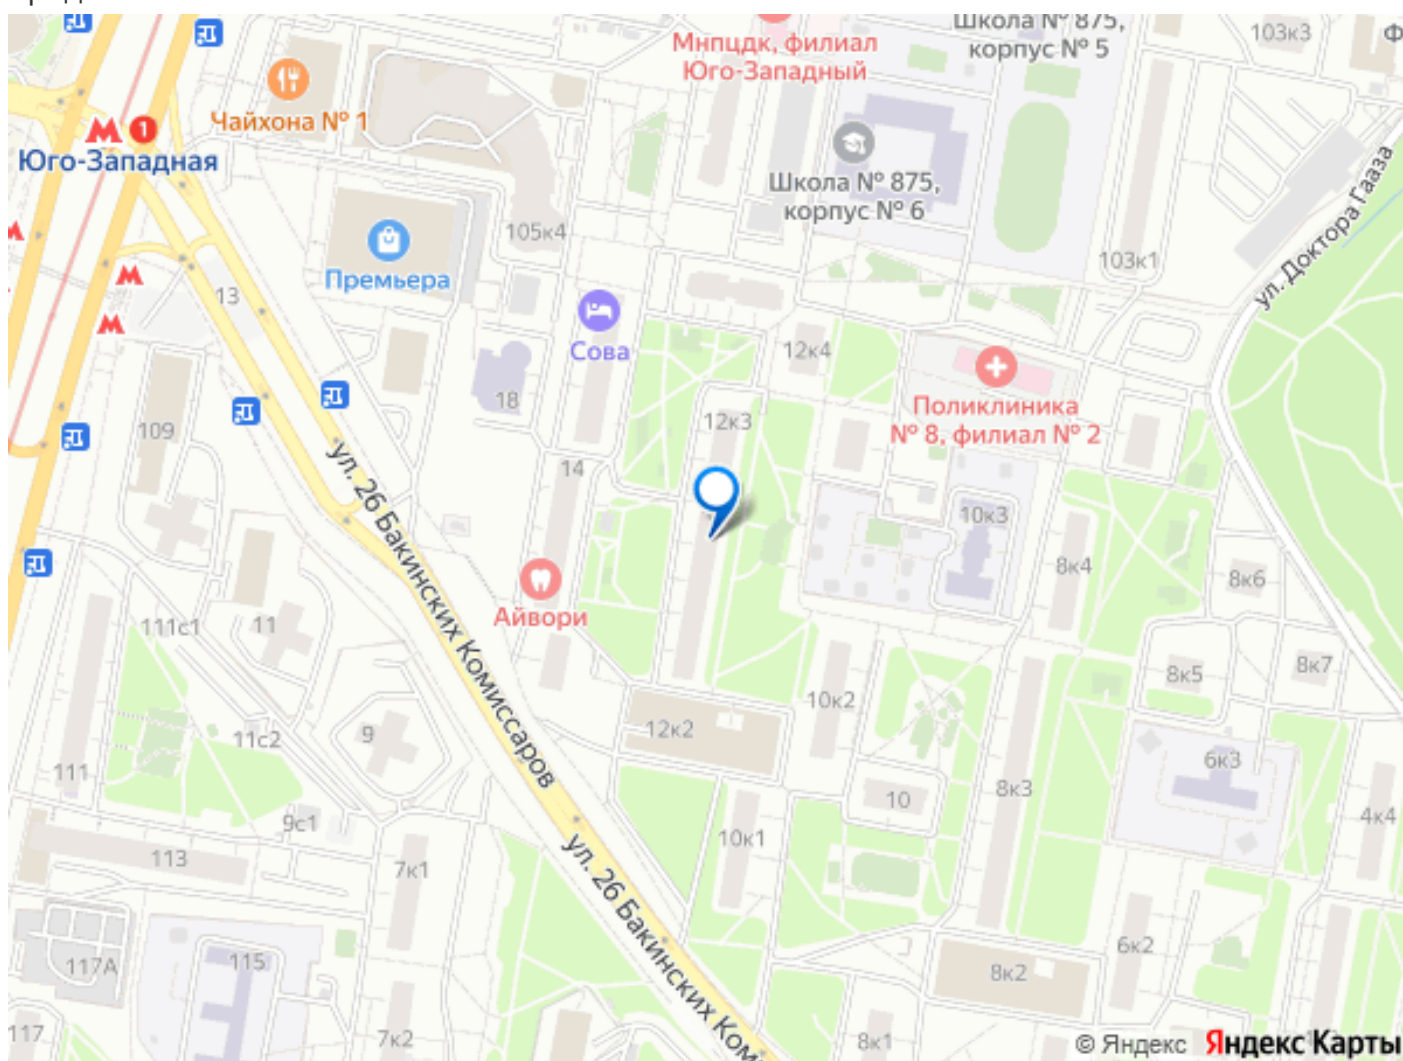 Школа № 875,
корпус № 5
103к3
Мнпцдк, филиал
Юго-Западный
Чайхона № 1
М 1
Юго-Западная
Школа № 875,
корпус № 6
ул. Доктора Гааза
105к4
103к1
Премьера
13
Сова
12к4
18
Поликлиника
№ 8, филиал № 2
12к3
109
14
10к3
ул. 26 Бакинских Комиссаров
8к4
8к6
Айвори
111с1
11
8к5
8к7
10к2
12к2
11с2
9
6к3
111
8к3
10
4к4
9с1
10к1
113
7к1
ул. 26 Бакинских Ком
6к2
117А
115
8к2
117
7к2
8к1
© Яндекс Яндекс Карты